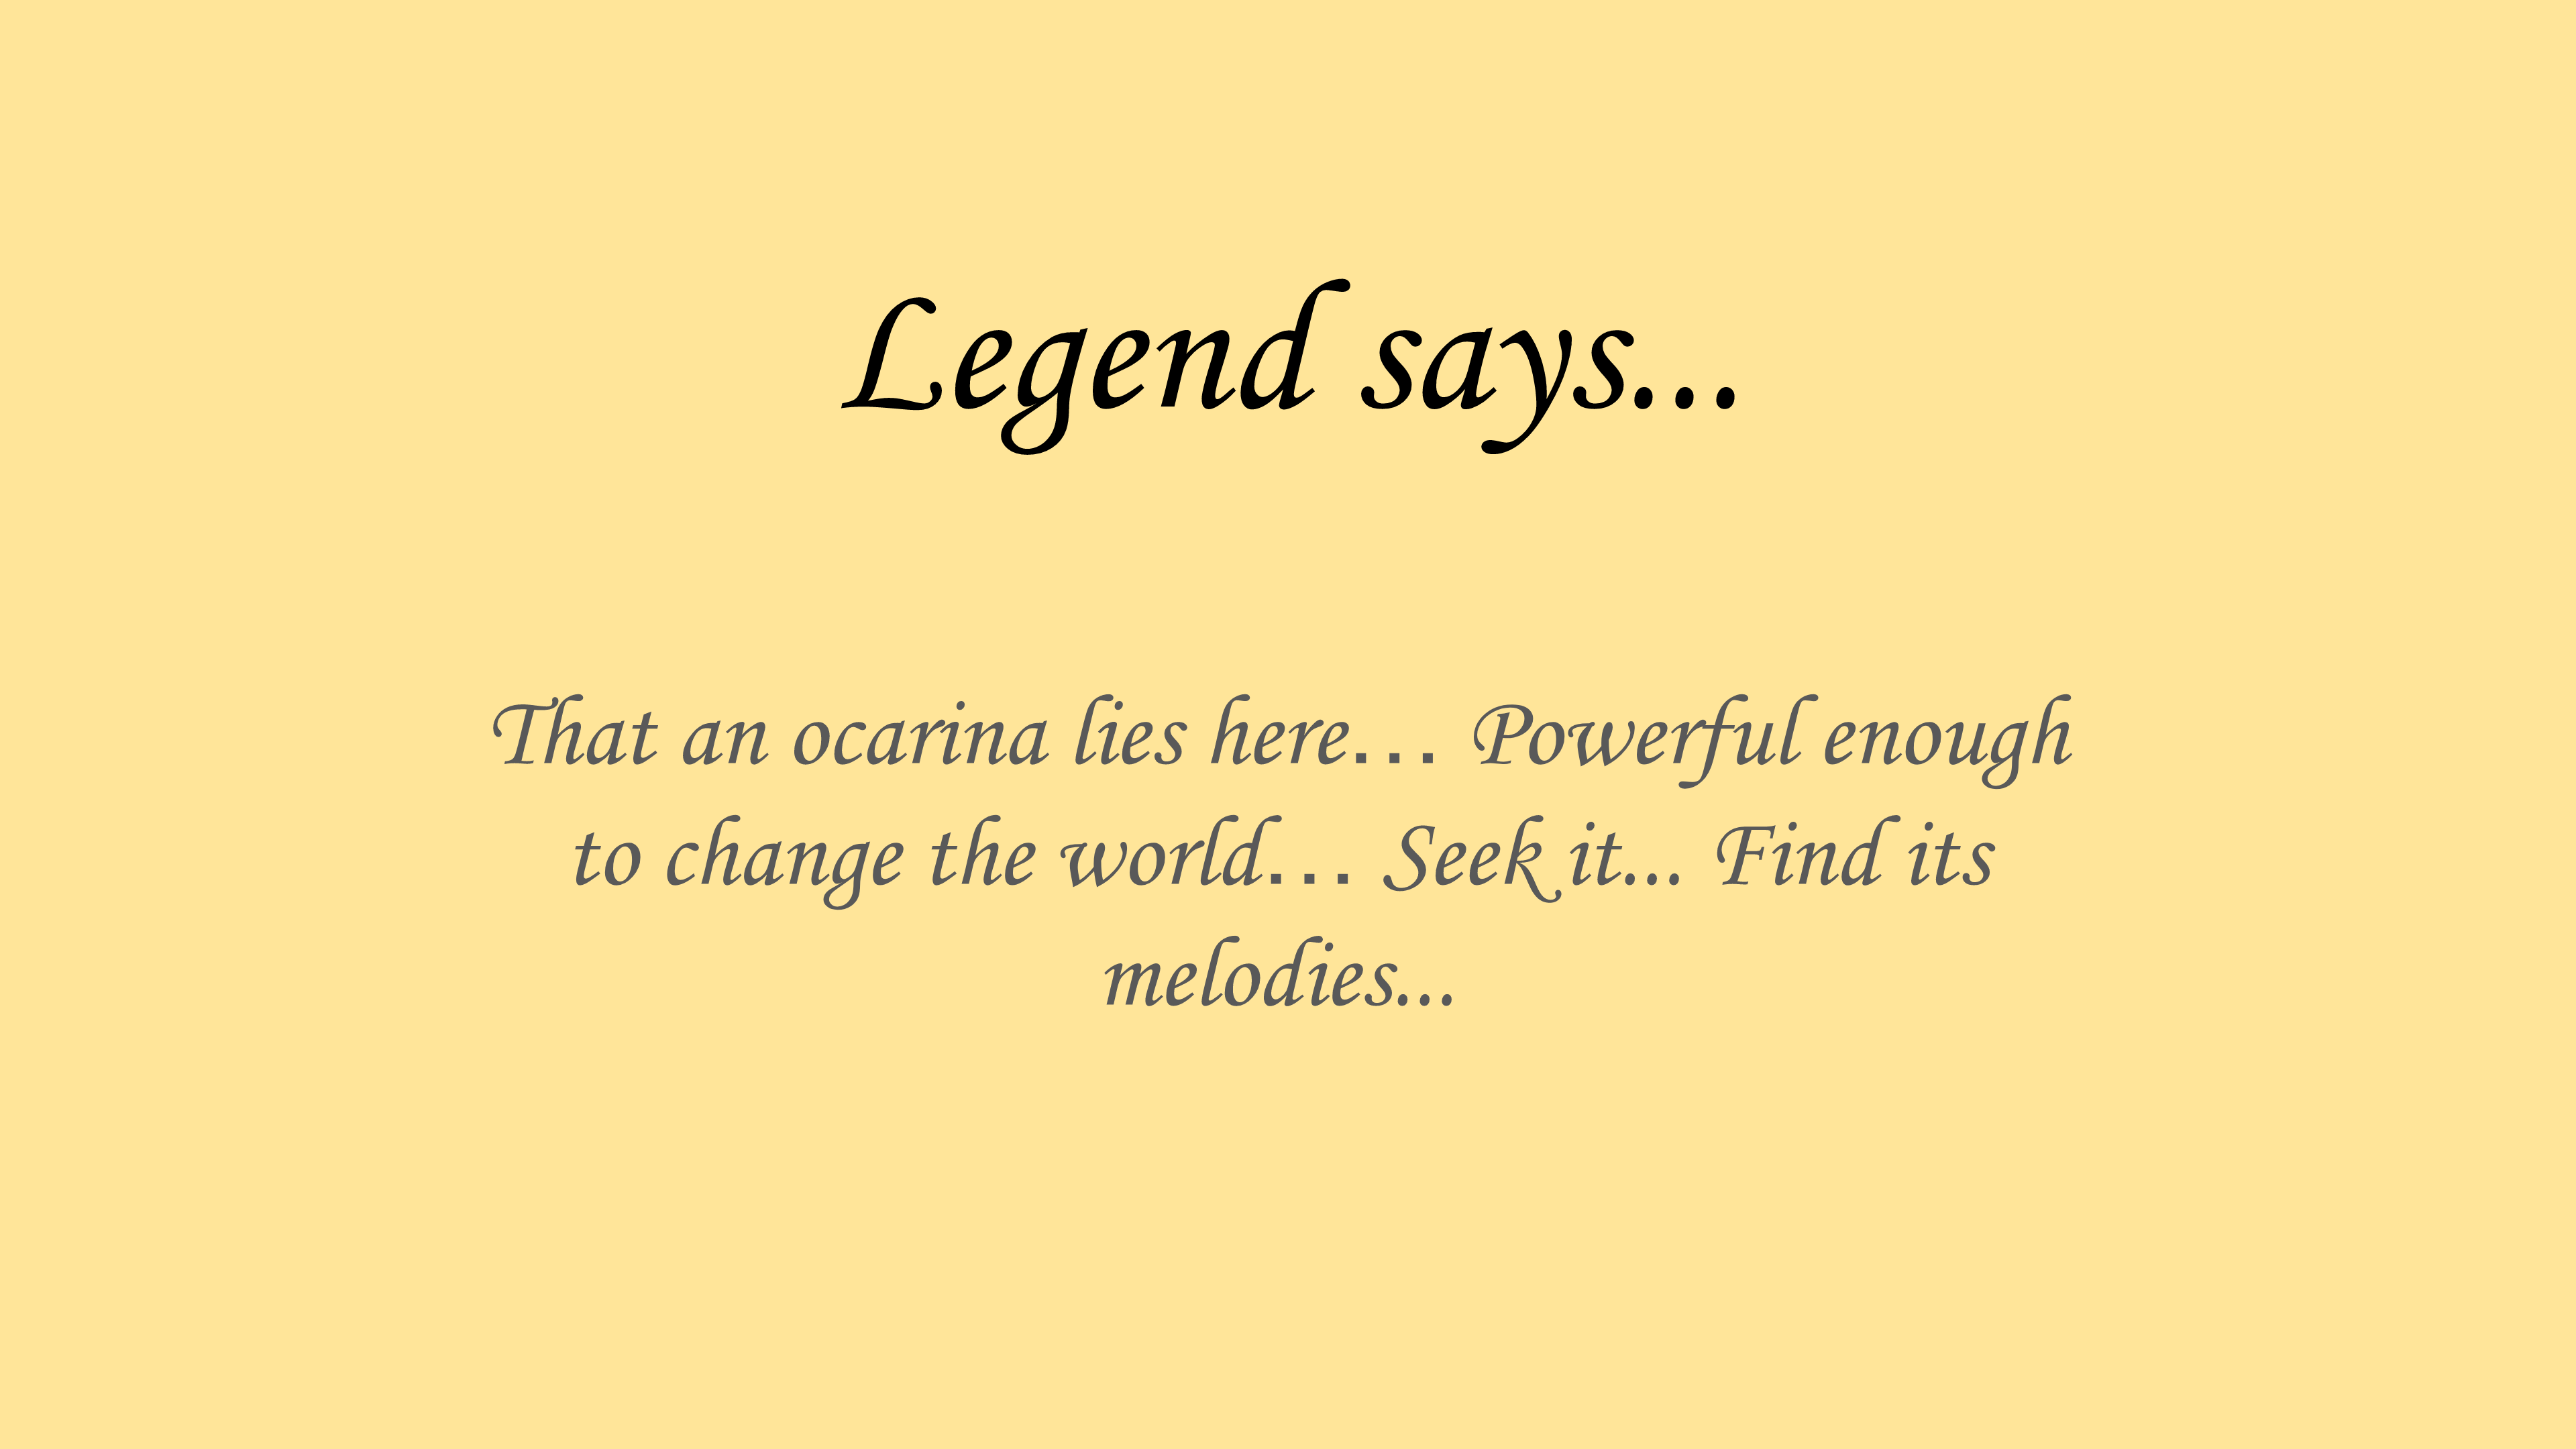 Legend says...
That an ocarina lies here… Powerful enough
to change the world… Seek it... Find its
melodies...